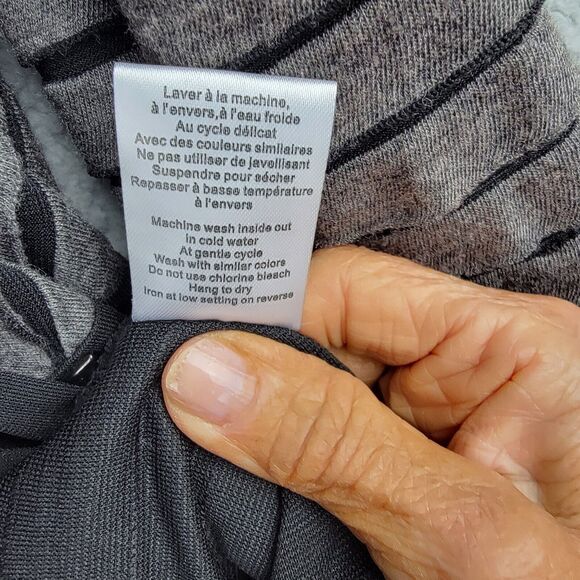 Laver à la machine,
à l'envers, à l'eau froide
Au cycle délicat
Avec des couleurs similaires
Ne pas utiliser de javellisant
Suspendre pour sécher
Repasser à basse température
à l'envers
Machine wash inside out
in cold water
At gentle cycle
Wash with similar colors
Do not use chlorine bleach
Hang to dry
Iron at low setting on reverse